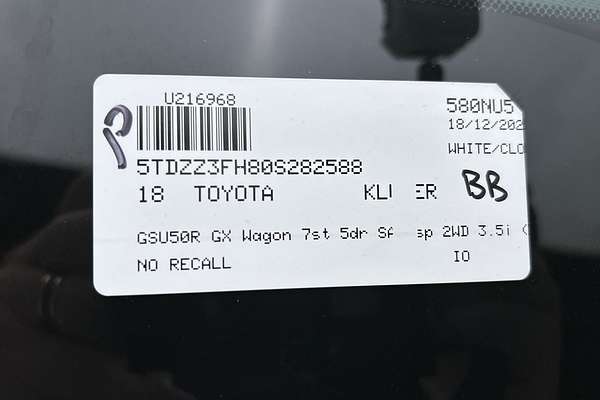 U216968
580NU5
18/12/202
5TDZZ3FH80S282588
WHITE/CLO
18 TOYOTA KL ER BB
GSU50R GX Wagon 7st 5dr SA sp 2WD 3.5i
NO RECALL IO
P